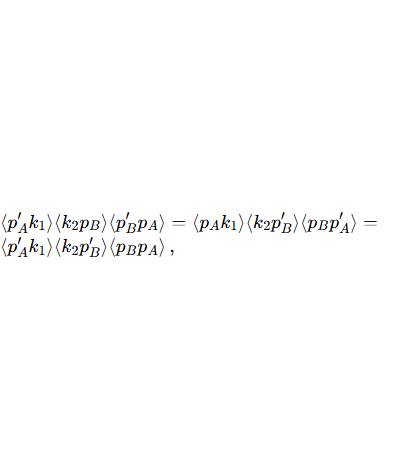 ⟨p′_A k_1⟩⟨k_2 p_B⟩⟨p′_B p_A⟩ = ⟨p_A k_1⟩⟨k_2 p′_B⟩⟨p_B p′_A⟩ =
⟨p′_A k_1⟩⟨k_2 p′_B⟩⟨p_B p_A⟩ ,